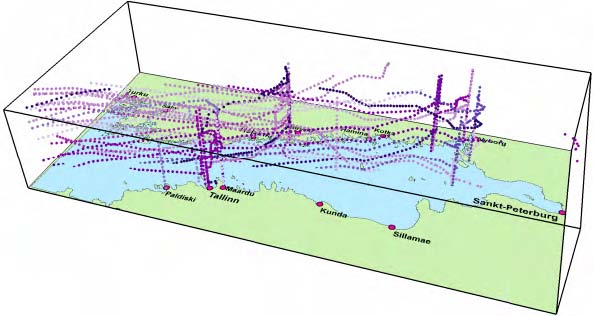 Turku
Kotka
Vyborg
Paldiski
Tallinn
Maardu
Kunda
Sillamae
Sankt-Peterburg